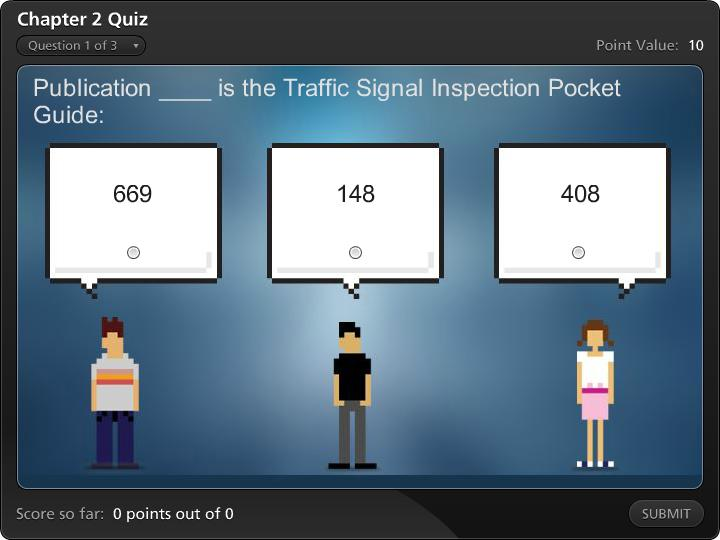 Chapter 2 Quiz
Question 1 of 3
Point Value: 10
Publication ____ is the Traffic Signal Inspection Pocket
Guide:
669
148
408
Score so far: 0 points out of 0
SUBMIT